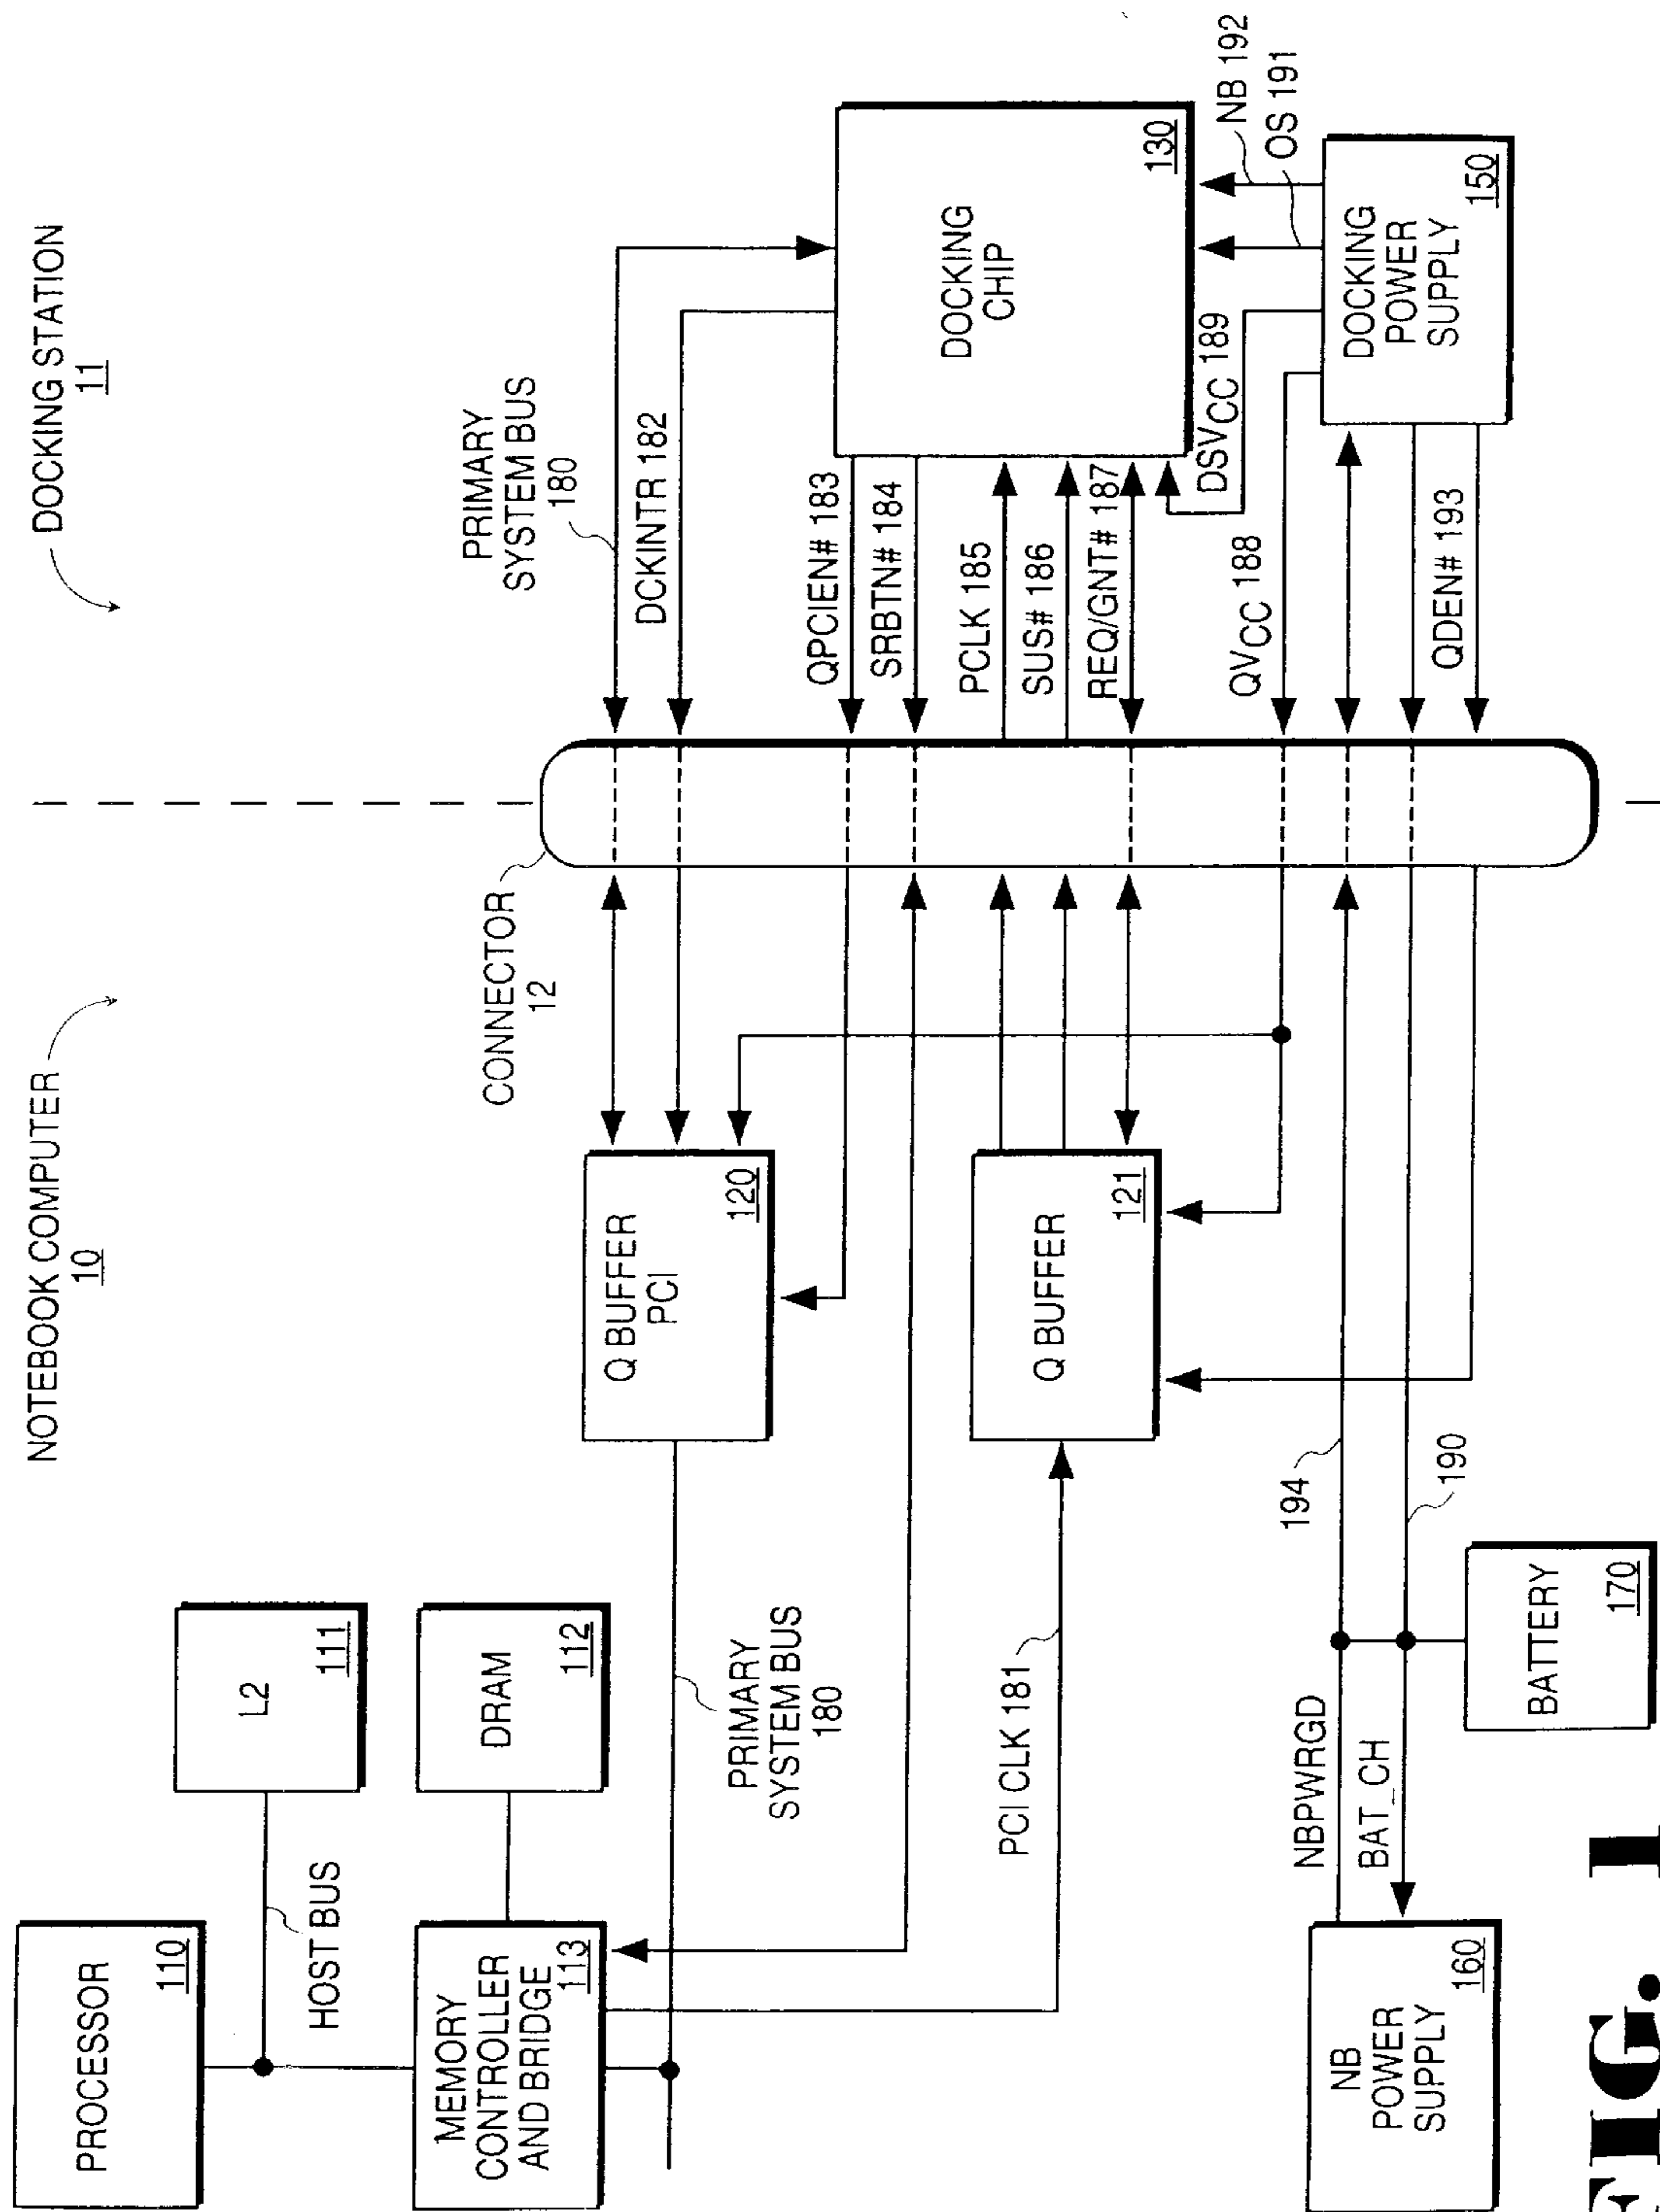 NOTEBOOK COMPUTER
10
DOCKING STATION
11
PROCESSOR
110
HOST BUS
L2
111
MEMORY
CONTROLLER
AND BRIDGE
113
DRAM
112
PRIMARY
SYSTEM BUS
180
Q BUFFER
PCI
120
CONNECTOR
12
PRIMARY
SYSTEM BUS
180
DCKINTR 182
QPCIEN# 183
SRBTN# 184
PCLK 185
SUS# 186
REQ/GNT# 187
DOCKING
CHIP
130
PCI CLK 181
Q BUFFER
121
DSVCC 189
NB 192
OS 191
QVCC 188
QDEN# 193
DOCKING
POWER
SUPPLY
150
NBPWRGD
194
BAT_CH
190
NB
POWER
SUPPLY
160
BATTERY
170
FIG. 1